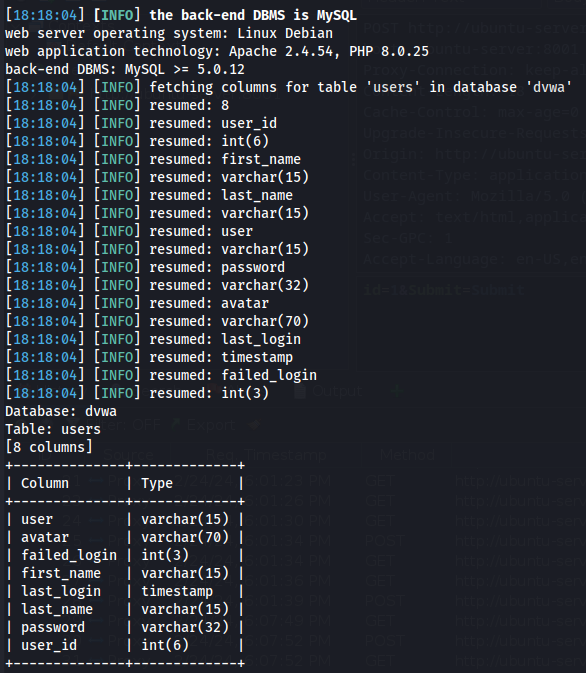 [18:18:04] [INFO] the back-end DBMS is MySQL
web server operating system: Linux Debian
web application technology: Apache 2.4.54, PHP 8.0.25
back-end DBMS: MySQL >= 5.0.12
[18:18:04] [INFO] fetching columns for table 'users' in database 'dvwa'
[18:18:04] [INFO] resumed: 8
[18:18:04] [INFO] resumed: user_id
[18:18:04] [INFO] resumed: int(6)
[18:18:04] [INFO] resumed: first_name
[18:18:04] [INFO] resumed: varchar(15)
[18:18:04] [INFO] resumed: last_name
[18:18:04] [INFO] resumed: varchar(15)
[18:18:04] [INFO] resumed: user
[18:18:04] [INFO] resumed: varchar(15)
[18:18:04] [INFO] resumed: password
[18:18:04] [INFO] resumed: varchar(32)
[18:18:04] [INFO] resumed: avatar
[18:18:04] [INFO] resumed: varchar(70)
[18:18:04] [INFO] resumed: last_login
[18:18:04] [INFO] resumed: timestamp
[18:18:04] [INFO] resumed: failed_login
[18:18:04] [INFO] resumed: int(3)
Database: dvwa
Table: users
[8 columns]
+--------------+-------------+
| Column       | Type        |
+--------------+-------------+
| user         | varchar(15) |
| avatar       | varchar(70) |
| failed_login | int(3)      |
| first_name   | varchar(15) |
| last_login   | timestamp   |
| last_name    | varchar(15) |
| password     | varchar(32) |
| user_id      | int(6)      |
+--------------+-------------+